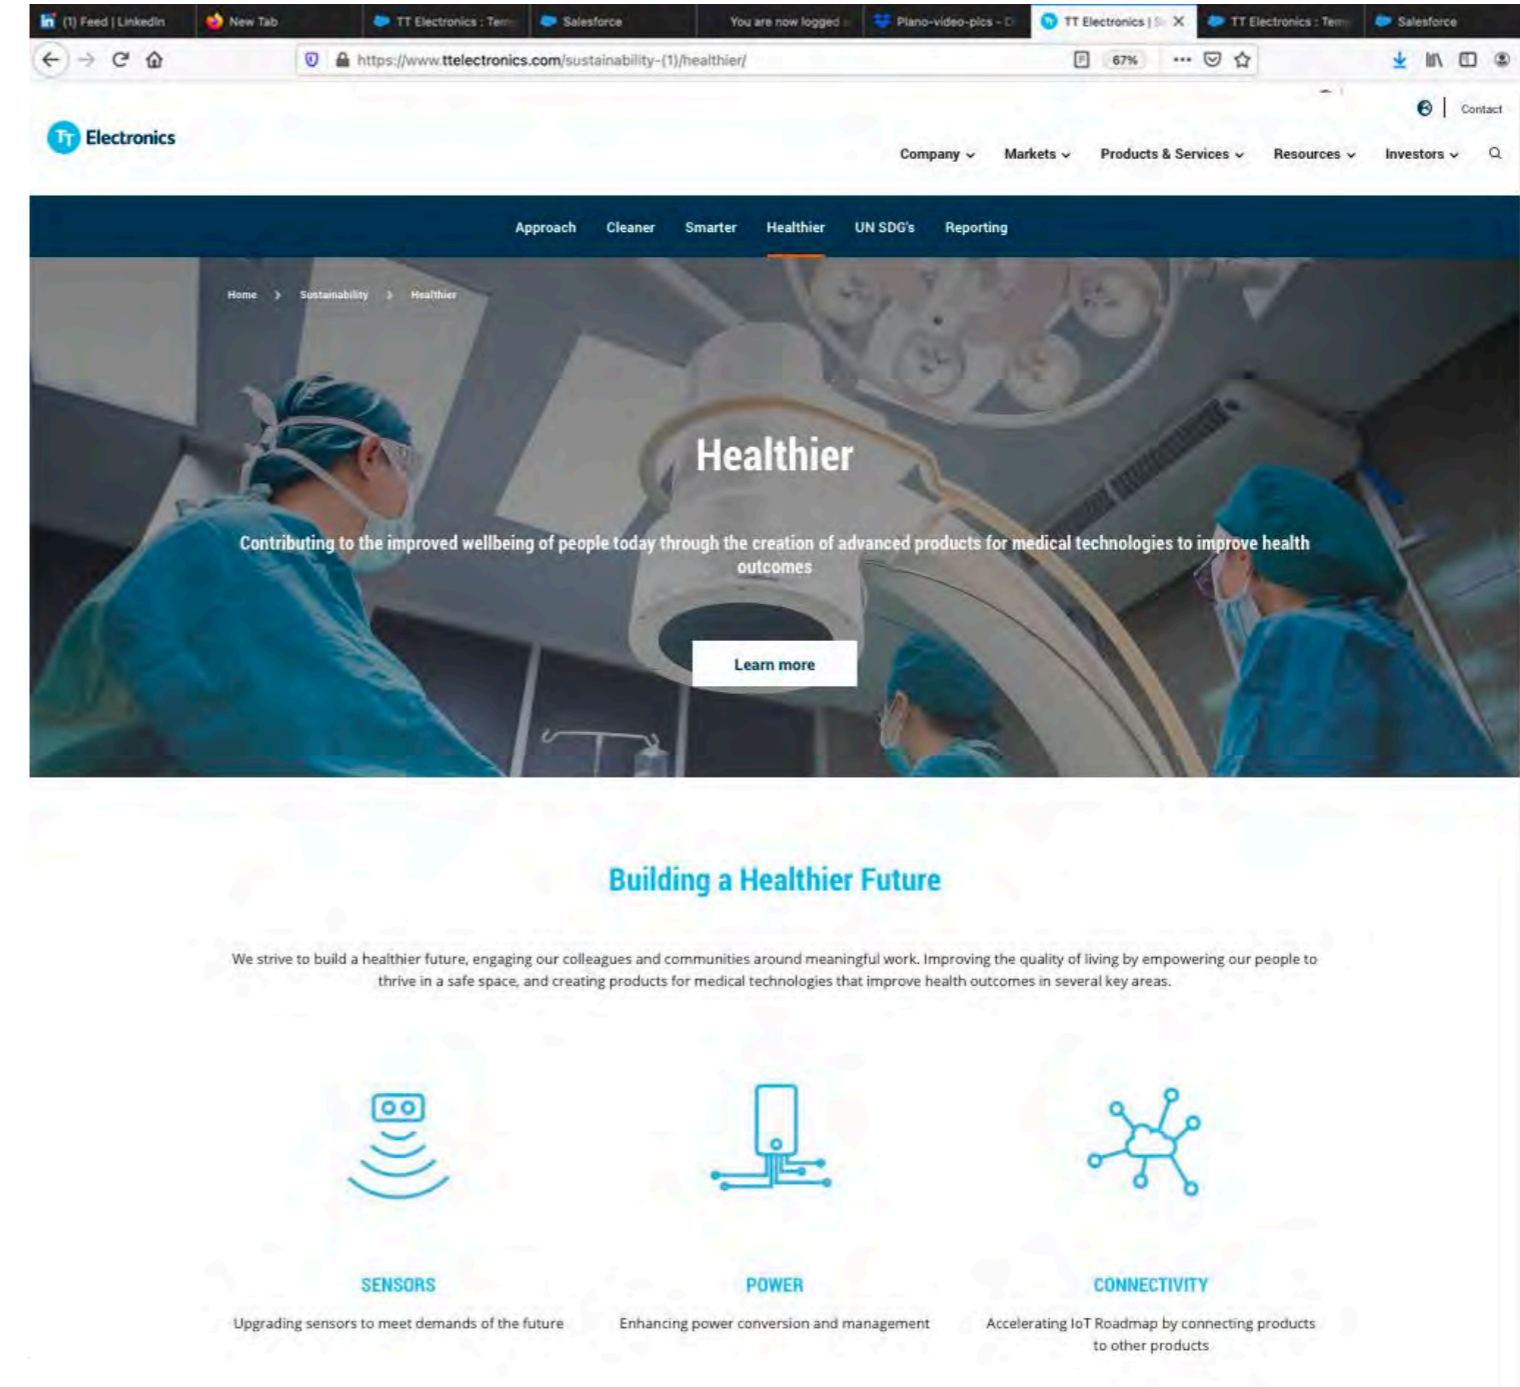 (1) Feed | LinkedIn
New Tab
TT Electronics : Tem
Salesforce
You are now logged
Plano-video-pics -
TT Electronics |
TT Electronics : Tem
Salesforce
https://www.ttelectronics.com/sustainability-(1)/healthier/
67%
Contact
TT Electronics
Company
Markets
Products & Services
Resources
Investors
Approach
Cleaner
Smarter
Healthier
UN SDG's
Reporting
Home > Sustainability > Healthier
Healthier
Contributing to the improved wellbeing of people today through the creation of advanced products for medical technologies to improve health
outcomes
Learn more
Building a Healthier Future
We strive to build a healthier future, engaging our colleagues and communities around meaningful work. Improving the quality of living by empowering our people to
thrive in a safe space, and creating products for medical technologies that improve health outcomes in several key areas.
SENSORS
Upgrading sensors to meet demands of the future
POWER
Enhancing power conversion and management
CONNECTIVITY
Accelerating IoT Roadmap by connecting products
to other products